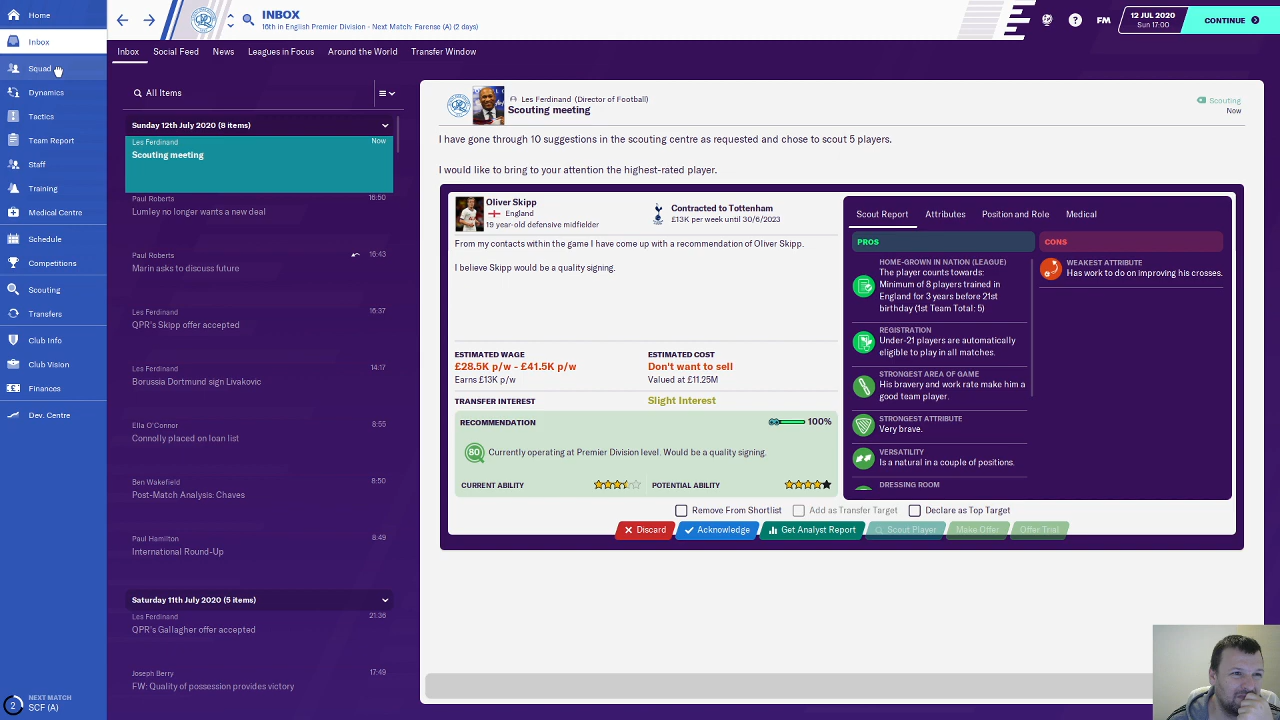 Home
Inbox
Squad
Dynamics
Tactics
Team Report
Staff
Training
Medical Centre
Schedule
Competitions
Scouting
Transfers
Club Info
Club Vision
Finances
Dev. Centre
2
NEXT MATCH
SCF (A)
INBOX
16th in English Premier Division - Next Match: Farense (A) (2 days)
?
FM
12 JUL 2020
Sun 17:00
CONTINUE
Inbox
Social Feed
News
Leagues in Focus
Around the World
Transfer Window
All Items
Sunday 12th July 2020 (8 items)
Les Ferdinand
Now
Scouting meeting
Paul Roberts
16:50
Lumley no longer wants a new deal
Paul Roberts
16:43
Marin asks to discuss future
Les Ferdinand
16:37
QPR's Skipp offer accepted
Les Ferdinand
14:17
Borussia Dortmund sign Livakovic
Ella O'Connor
8:55
Connolly placed on loan list
Ben Wakefield
8:50
Post-Match Analysis: Chaves
Paul Hamilton
8:49
International Round-Up
Saturday 11th July 2020 (5 items)
Les Ferdinand
21:36
QPR's Gallagher offer accepted
Joseph Berry
17:49
FW: Quality of possession provides victory
Les Ferdinand (Director of Football)
Scouting meeting
Scouting
Now
I have gone through 10 suggestions in the scouting centre as requested and chose to scout 5 players.
I would like to bring to your attention the highest-rated player.
Oliver Skipp
England
19 year-old defensive midfielder
Contracted to Tottenham
£13K per week until 30/6/2023
From my contacts within the game I have come up with a recommendation of Oliver Skipp.
I believe Skipp would be a quality signing.
ESTIMATED WAGE
£28.5K p/w - £41.5K p/w
Earns £13K p/w
ESTIMATED COST
Don't want to sell
Valued at £11.25M
TRANSFER INTEREST
Slight Interest
RECOMMENDATION
100%
80
Currently operating at Premier Division level. Would be a quality signing.
CURRENT ABILITY
POTENTIAL ABILITY
Scout Report
Attributes
Position and Role
Medical
PROS
HOME-GROWN IN NATION (LEAGUE)
The player counts towards:
Minimum of 8 players trained in
England for 3 years before 21st
birthday (1st Team Total: 5)
REGISTRATION
Under-21 players are automatically
eligible to play in all matches.
STRONGEST AREA OF GAME
His bravery and work rate make him a
good team player.
STRONGEST ATTRIBUTE
Very brave.
VERSATILITY
Is a natural in a couple of positions.
DRESSING ROOM
CONS
WEAKEST ATTRIBUTE
Has work to do on improving his crosses.
Remove From Shortlist
Add as Transfer Target
Declare as Top Target
Discard
Acknowledge
Get Analyst Report
Scout Player
Make Offer
Offer Trial